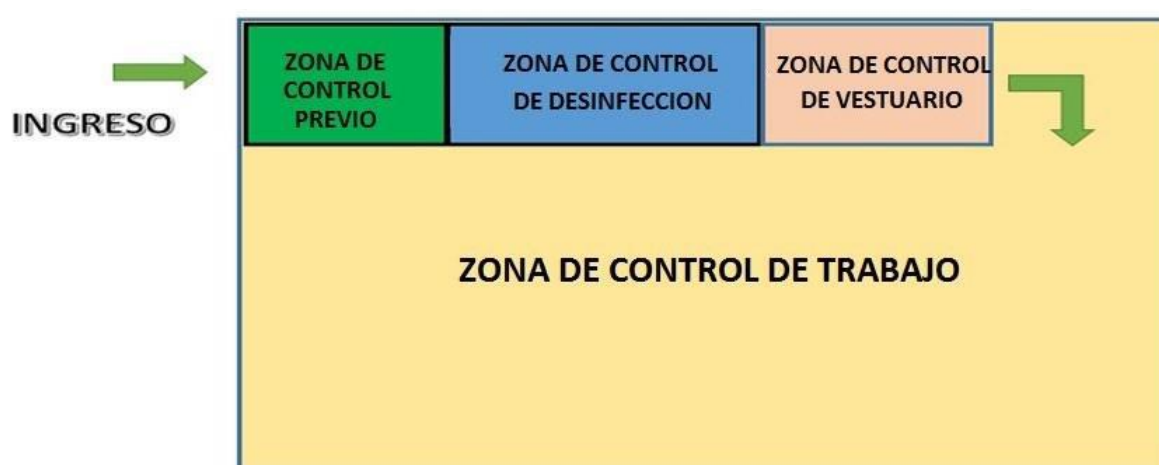 INGRESO
ZONA DE
CONTROL
PREVIO
ZONA DE CONTROL
DE DESINFECCION
ZONA DE CONTROL
DE VESTUARIO
ZONA DE CONTROL DE TRABAJO